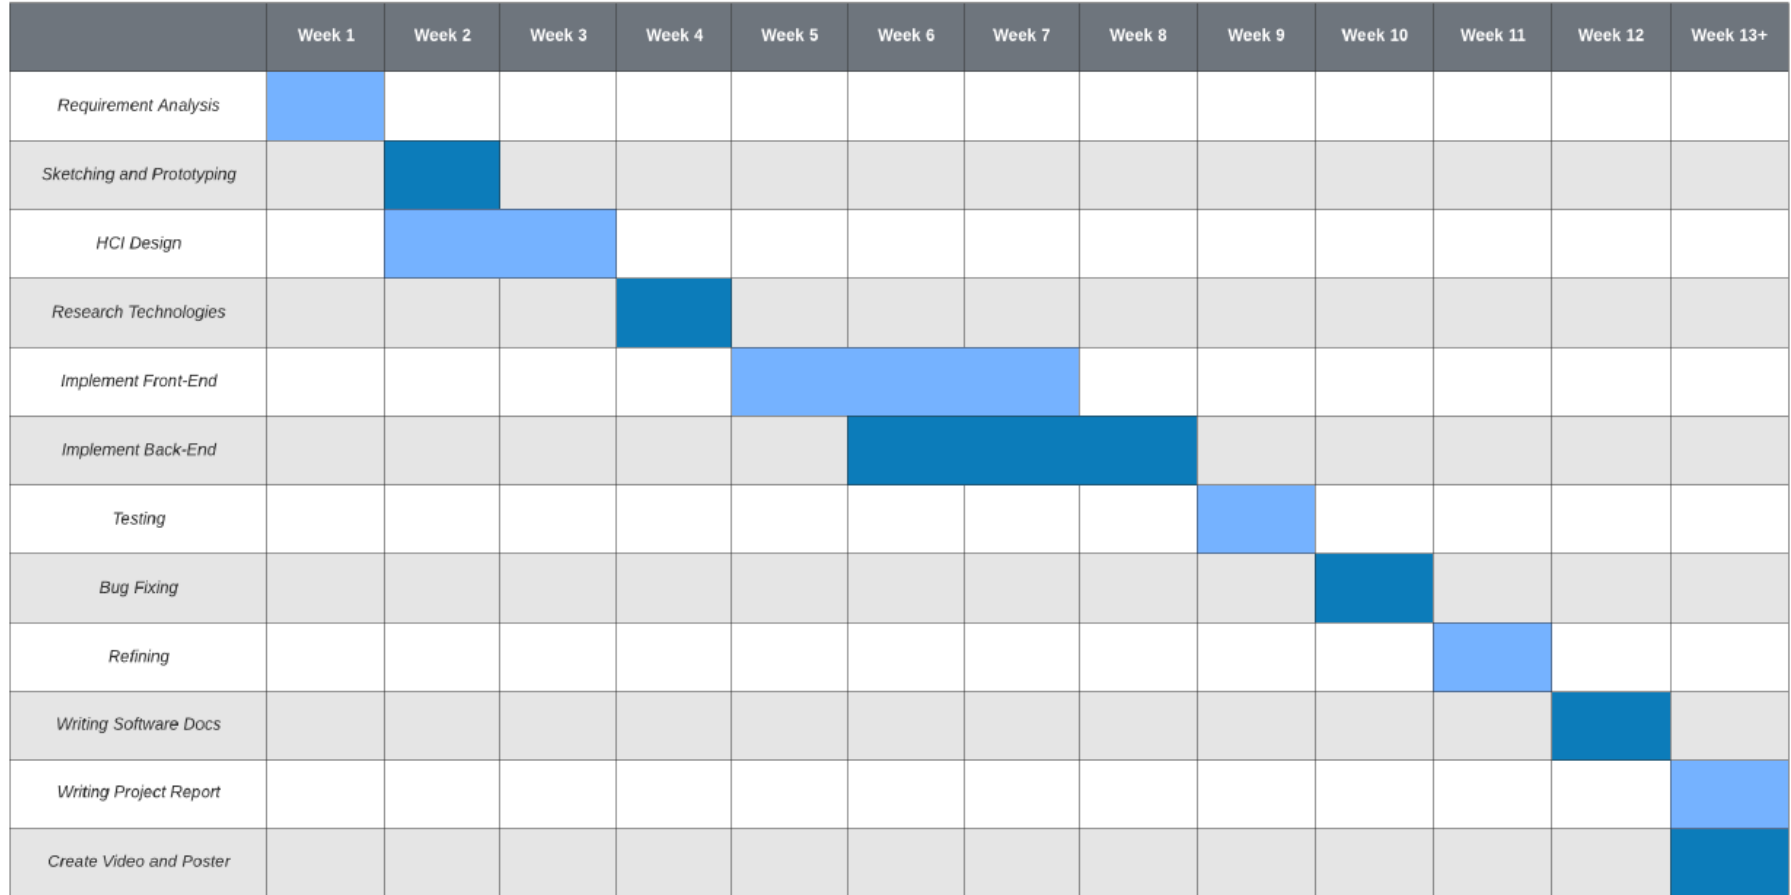 Week 1 Week 2 Week 3 Week 4 Week 5 Week 6 Week 7 Week 8 Week 9 Week 10 Week 11 Week 12 Week 13+
Requirement Analysis
Sketching and Prototyping
HCI Design
Research Technologies
Implement Front-End
Implement Back-End
Testing
Bug Fixing
Refining
Writing Software Docs
Writing Project Report
Create Video and Poster